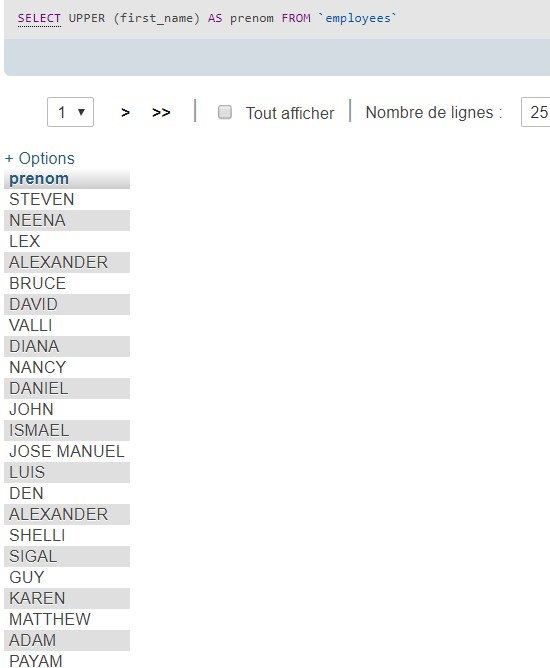 SELECT UPPER (first_name) AS prenom FROM `employees`
1 ▼ > >> | Tout afficher | Nombre de lignes : 25
+ Options
prenom
STEVEN
NEENA
LEX
ALEXANDER
BRUCE
DAVID
VALLI
DIANA
NANCY
DANIEL
JOHN
ISMAEL
JOSE MANUEL
LUIS
DEN
ALEXANDER
SHELLI
SIGAL
GUY
KAREN
MATTHEW
ADAM
PAYAM